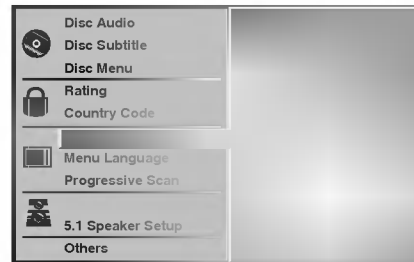 Disc Audio
Disc Subtitle
Disc Menu
Rating
Country Code
Menu Language
Progressive Scan
5.1 Speaker Setup
Others